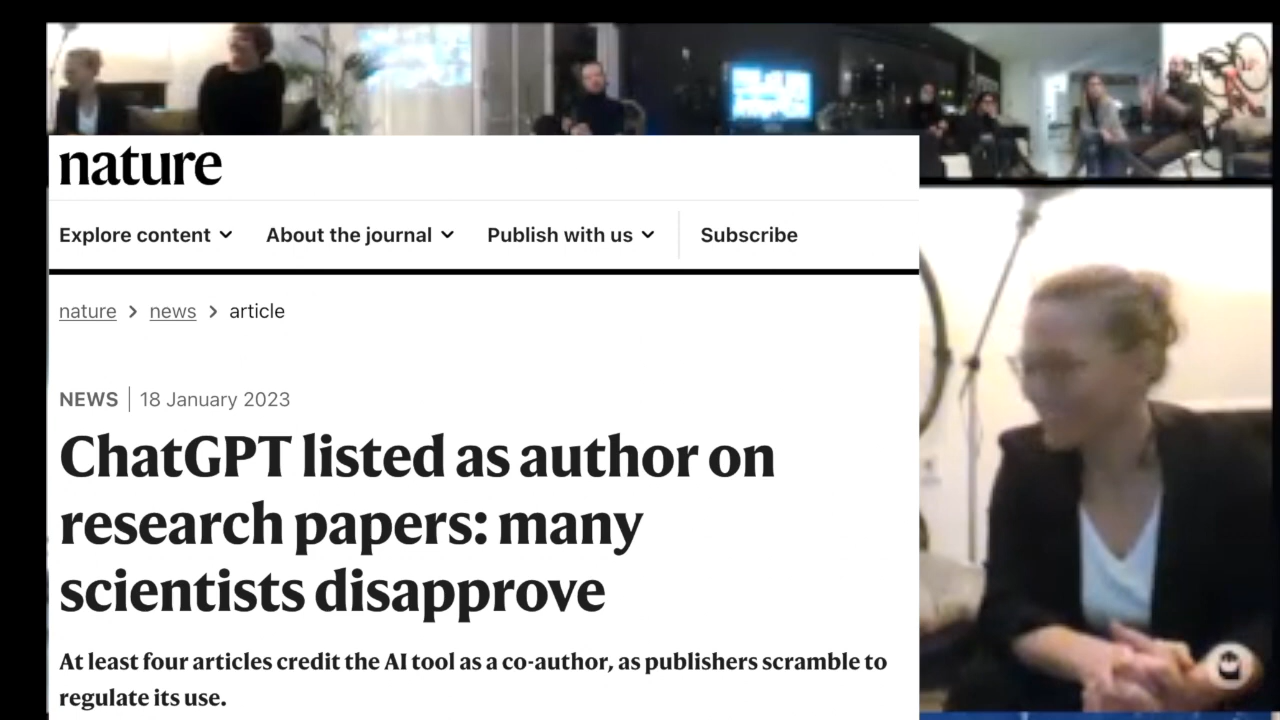 nature
Explore content About the journal Publish with us Subscribe
nature > news > article
NEWS | 18 January 2023
ChatGPT listed as author on
research papers: many
scientists disapprove
At least four articles credit the AI tool as a co-author, as publishers scramble to
regulate its use.